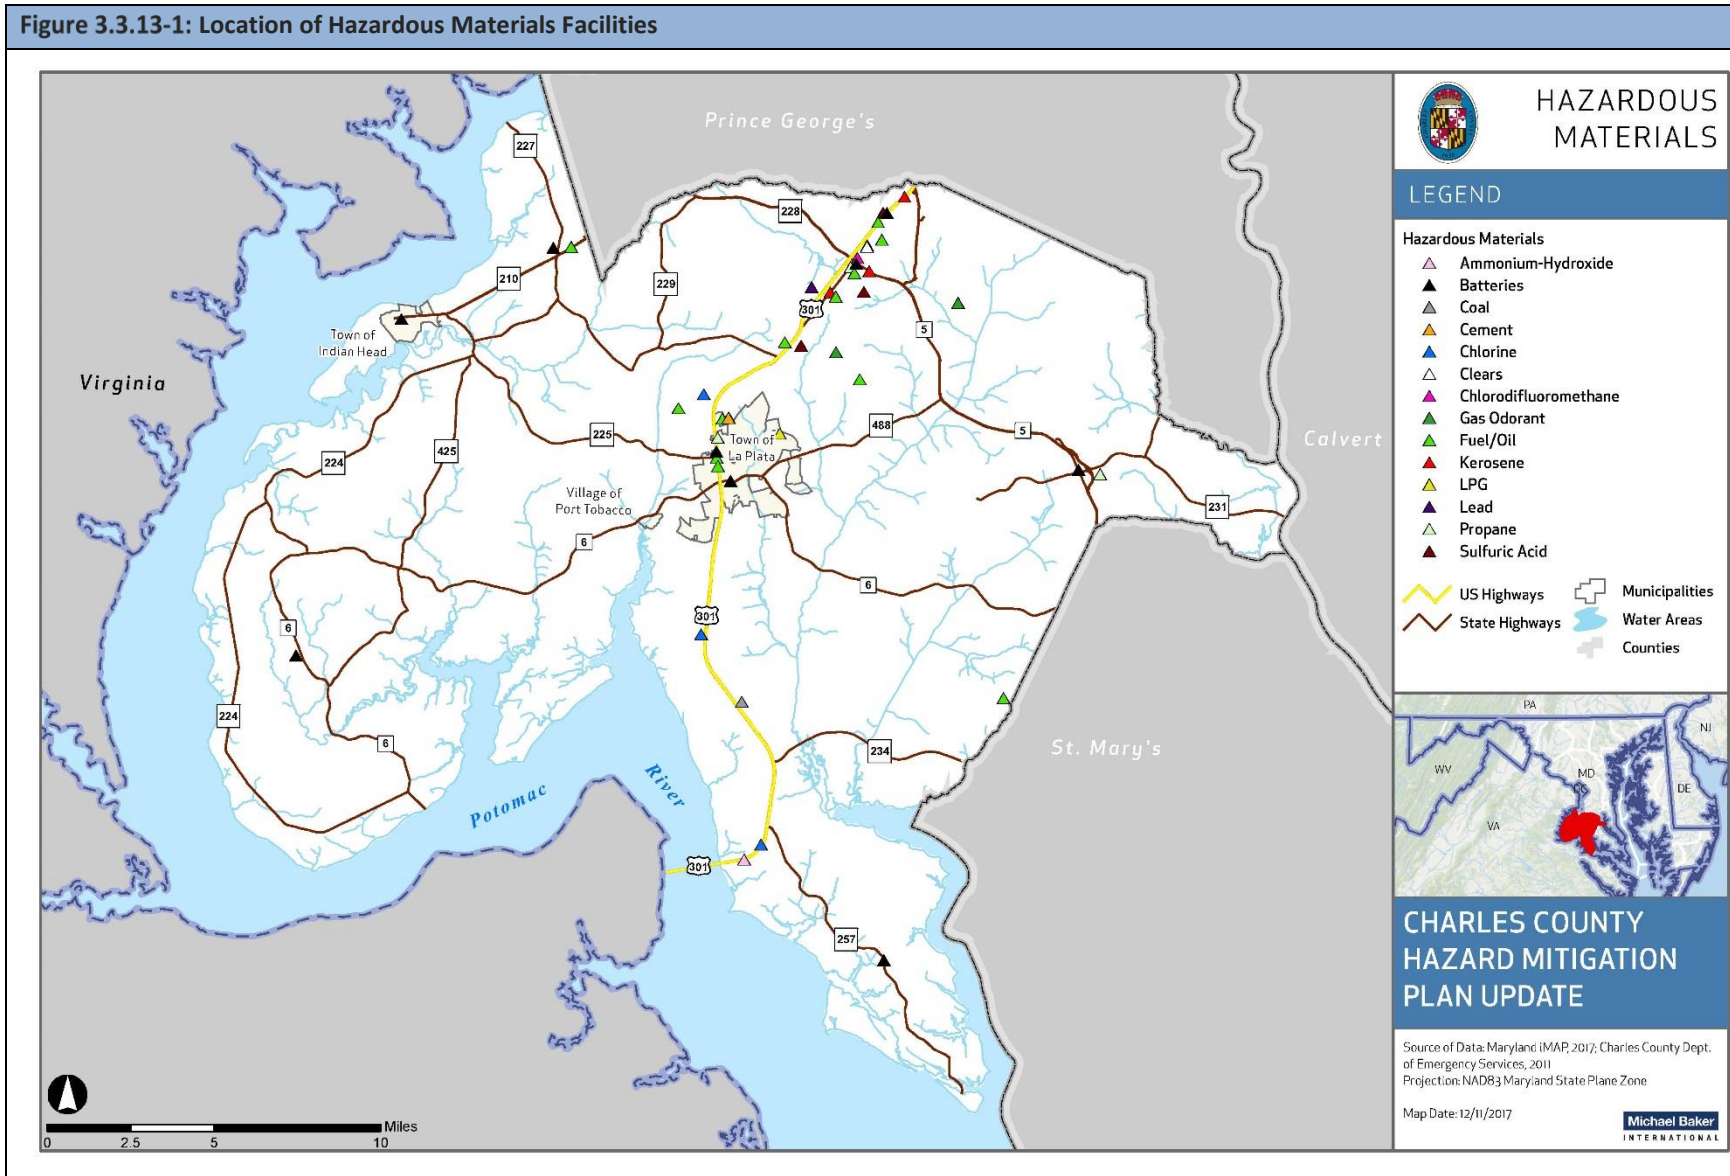 Figure 3.3.13-1: Location of Hazardous Materials Facilities
HAZARDOUS
MATERIALS
LEGEND
Hazardous Materials
Ammonium-Hydroxide
Batteries
Coal
Cement
Chlorine
Clears
Chlorodifluoromethane
Gas Odorant
Fuel/Oil
Kerosene
LPG
Lead
Propane
Sulfuric Acid
US Highways
State Highways
Municipalities
Water Areas
Counties
Prince George's
227
228
210
229
301
5
Town of
Indian Head
Virginia
225
Town of
La Plata
488
5
Calvert
224
425
Village of
Port Tobacco
231
6
6
301
6
224
6
234
St. Mary's
Potomac
River
301
257
Miles
0
2.5
5
10
PA
NJ
WV
MD
DC
DE
VA
CHARLES COUNTY
HAZARD MITIGATION
PLAN UPDATE
Source of Data: Maryland iMAP, 2017; Charles County Dept.
of Emergency Services, 2011
Projection: NAD83 Maryland State Plane Zone
Map Date: 12/11/2017
Michael Baker
INTERNATIONAL